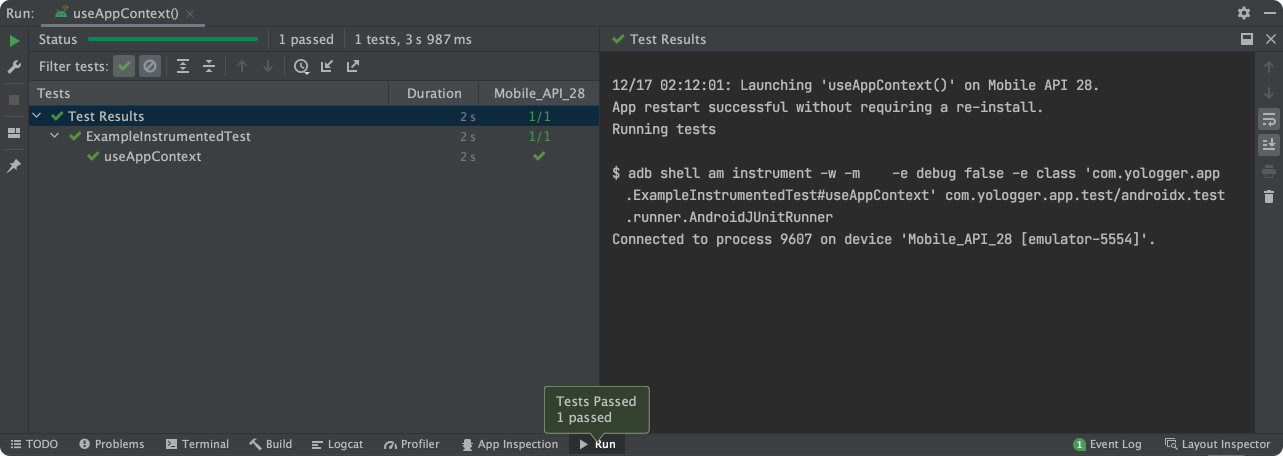 Run: useAppContext()
Status 1 passed 1 tests, 3 s 987 ms
Test Results
Filter tests:
Tests Duration Mobile_API_28
Test Results 2 s 1/1
ExampleInstrumentedTest 2 s 1/1
useAppContext 2 s
12/17 02:12:01: Launching 'useAppContext()' on Mobile API 28.
App restart successful without requiring a re-install.
Running tests
$ adb shell am instrument -w -m    -e debug false -e class 'com.yologger.app
.ExampleInstrumentedTest#useAppContext' com.yologger.app.test/androidx.test
.runner.AndroidJUnitRunner
Connected to process 9607 on device 'Mobile_API_28 [emulator-5554]'.
Tests Passed
1 passed
TODO Problems Terminal Build Logcat Profiler App Inspection Run 1 Event Log Layout Inspector